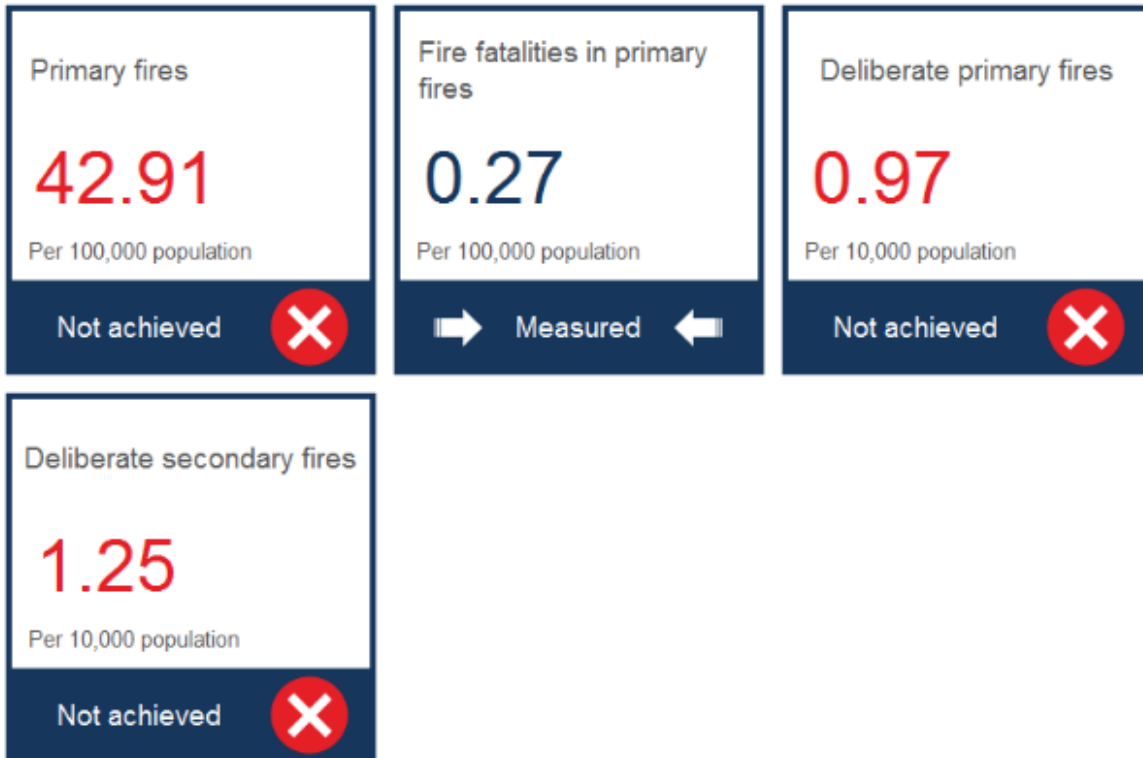 Primary fires
42.91
Per 100,000 population
Not achieved
Fire fatalities in primary
fires
0.27
Per 100,000 population
Measured
Deliberate primary fires
0.97
Per 10,000 population
Not achieved
Deliberate secondary fires
1.25
Per 10,000 population
Not achieved